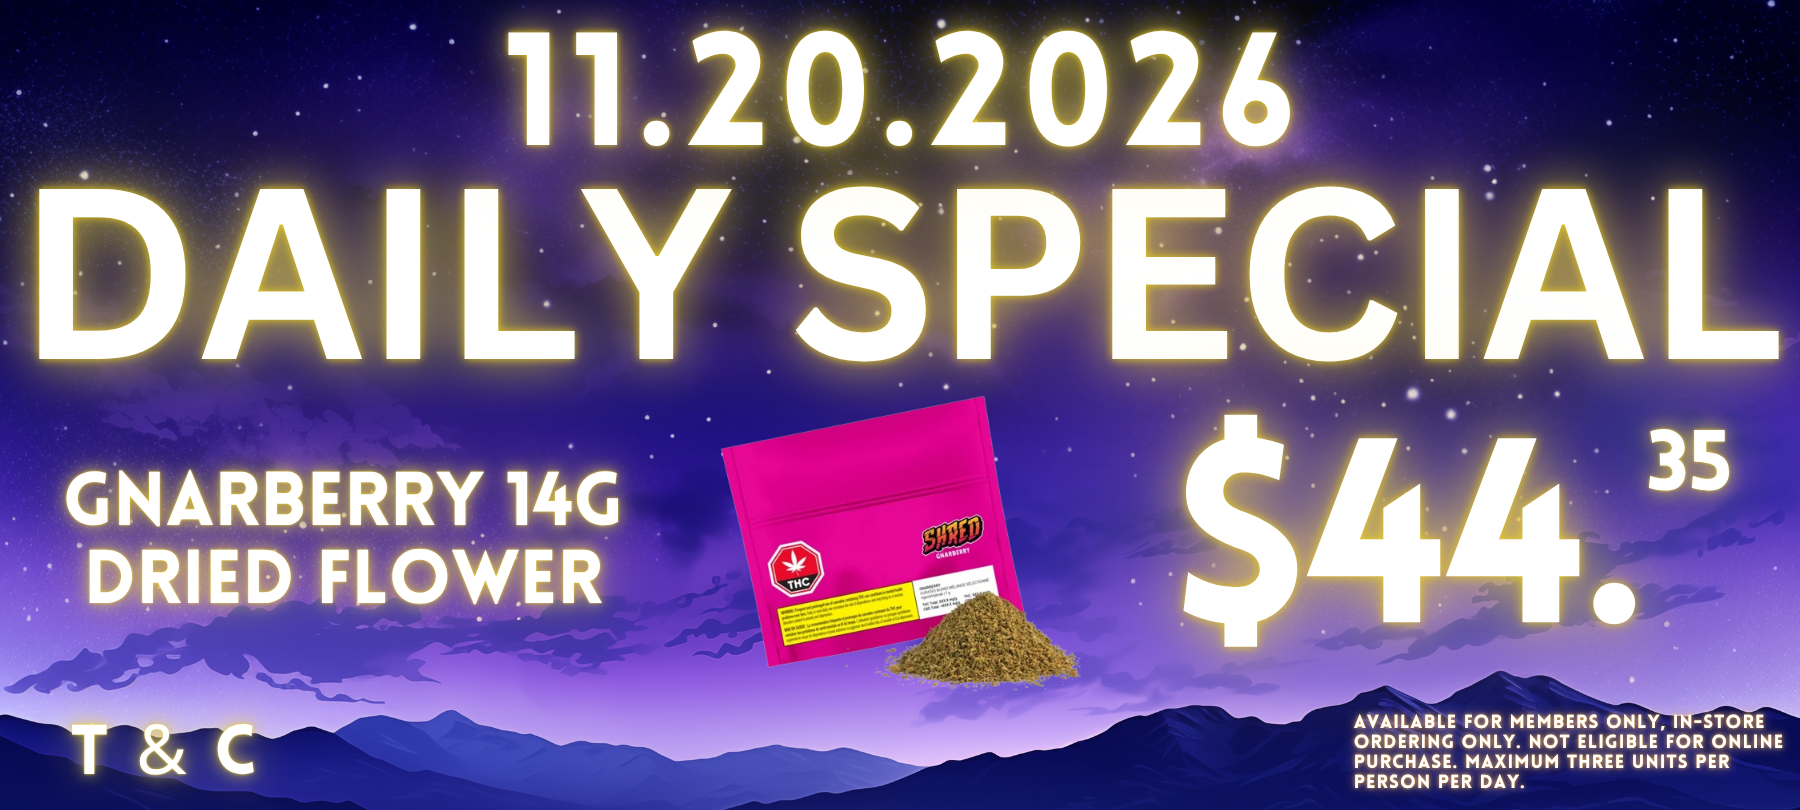 11.20.2026
DAILY SPECIAL
GNARBERRY 14G
DRIED FLOWER
$44.35
SHRED
GNARBERRY
THC
T & C
AVAILABLE FOR MEMBERS ONLY, IN-STORE
ORDERING ONLY. NOT ELIGIBLE FOR ONLINE
PURCHASE. MAXIMUM THREE UNITS PER
PERSON PER DAY.